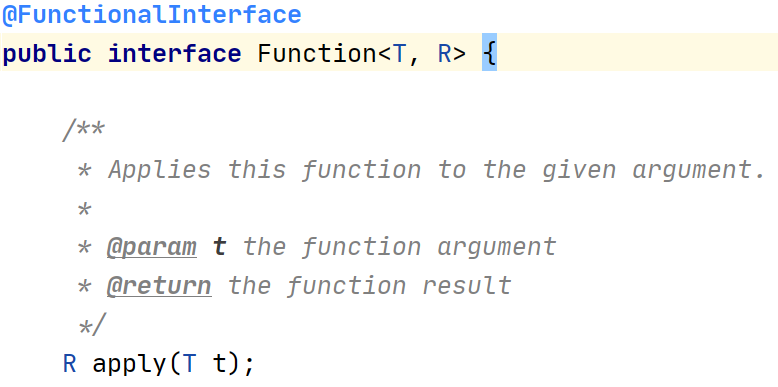 @FunctionalInterface
public interface Function<T, R> {
/**
* Applies this function to the given argument.
*
* @param t the function argument
* @return the function result
*/
R apply(T t);